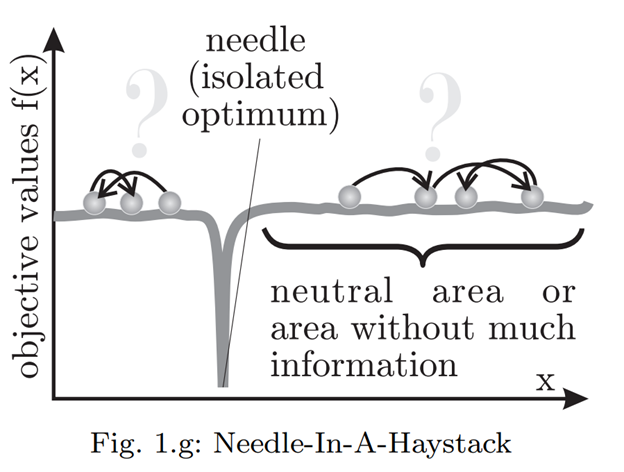 needle
(isolated
optimum)
?
?
objective values f(x)
neutral area or
area without much
information
x
Fig. 1.g: Needle-In-A-Haystack